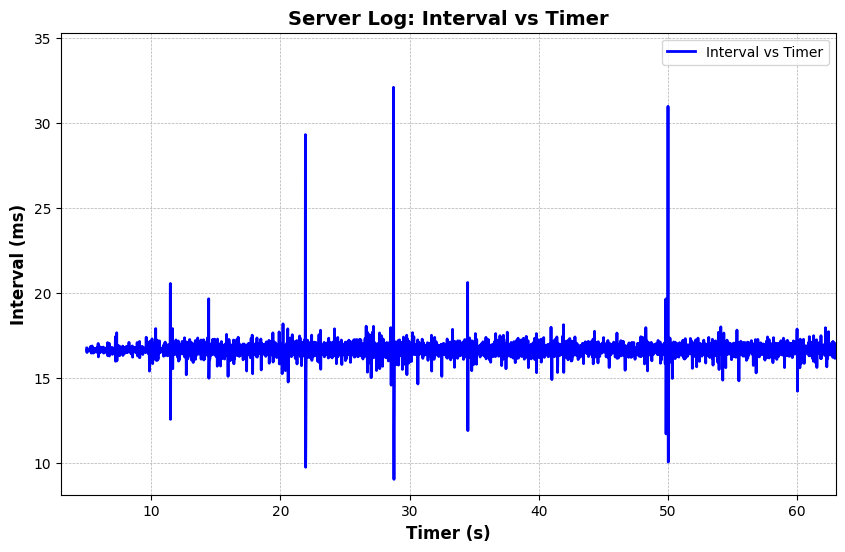 Server Log: Interval vs Timer
Interval vs Timer
35
30
25
20
15
10
Interval (ms)
10 20 30 40 50 60
Timer (s)